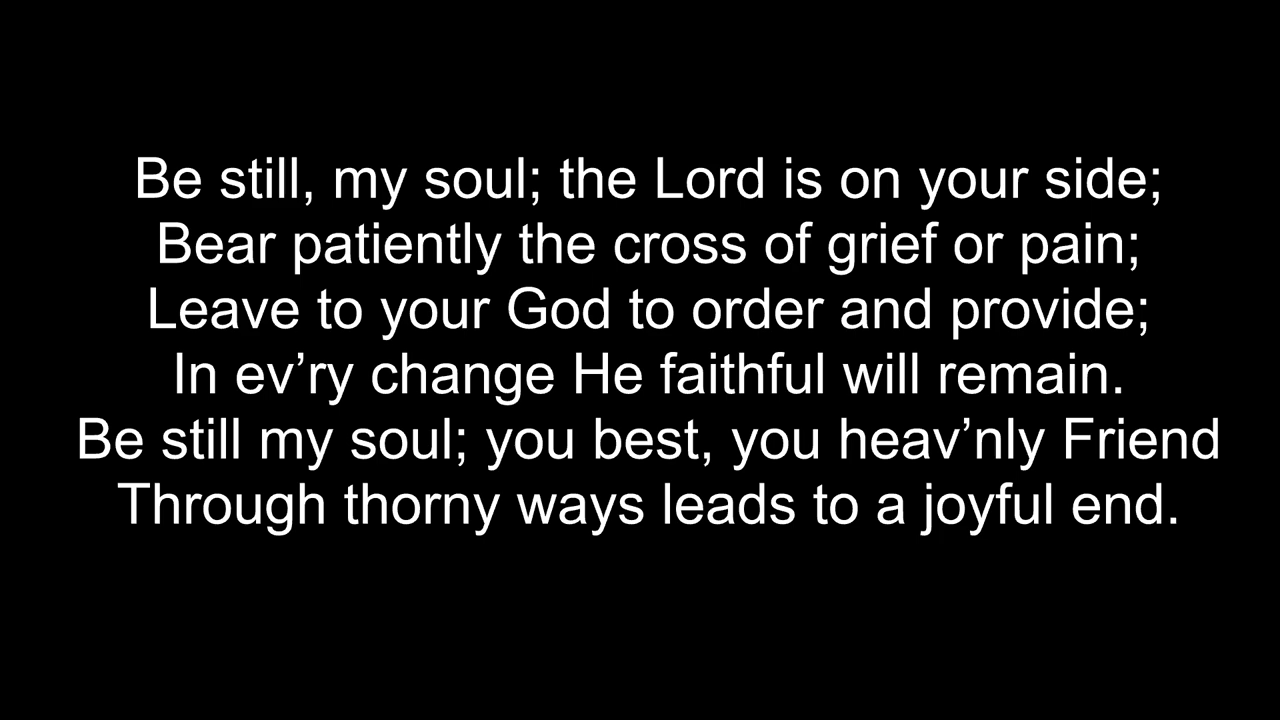 Be still, my soul; the Lord is on your side;
Bear patiently the cross of grief or pain;
Leave to your God to order and provide;
In ev’ry change He faithful will remain.
Be still my soul; you best, you heav’nly Friend
Through thorny ways leads to a joyful end.